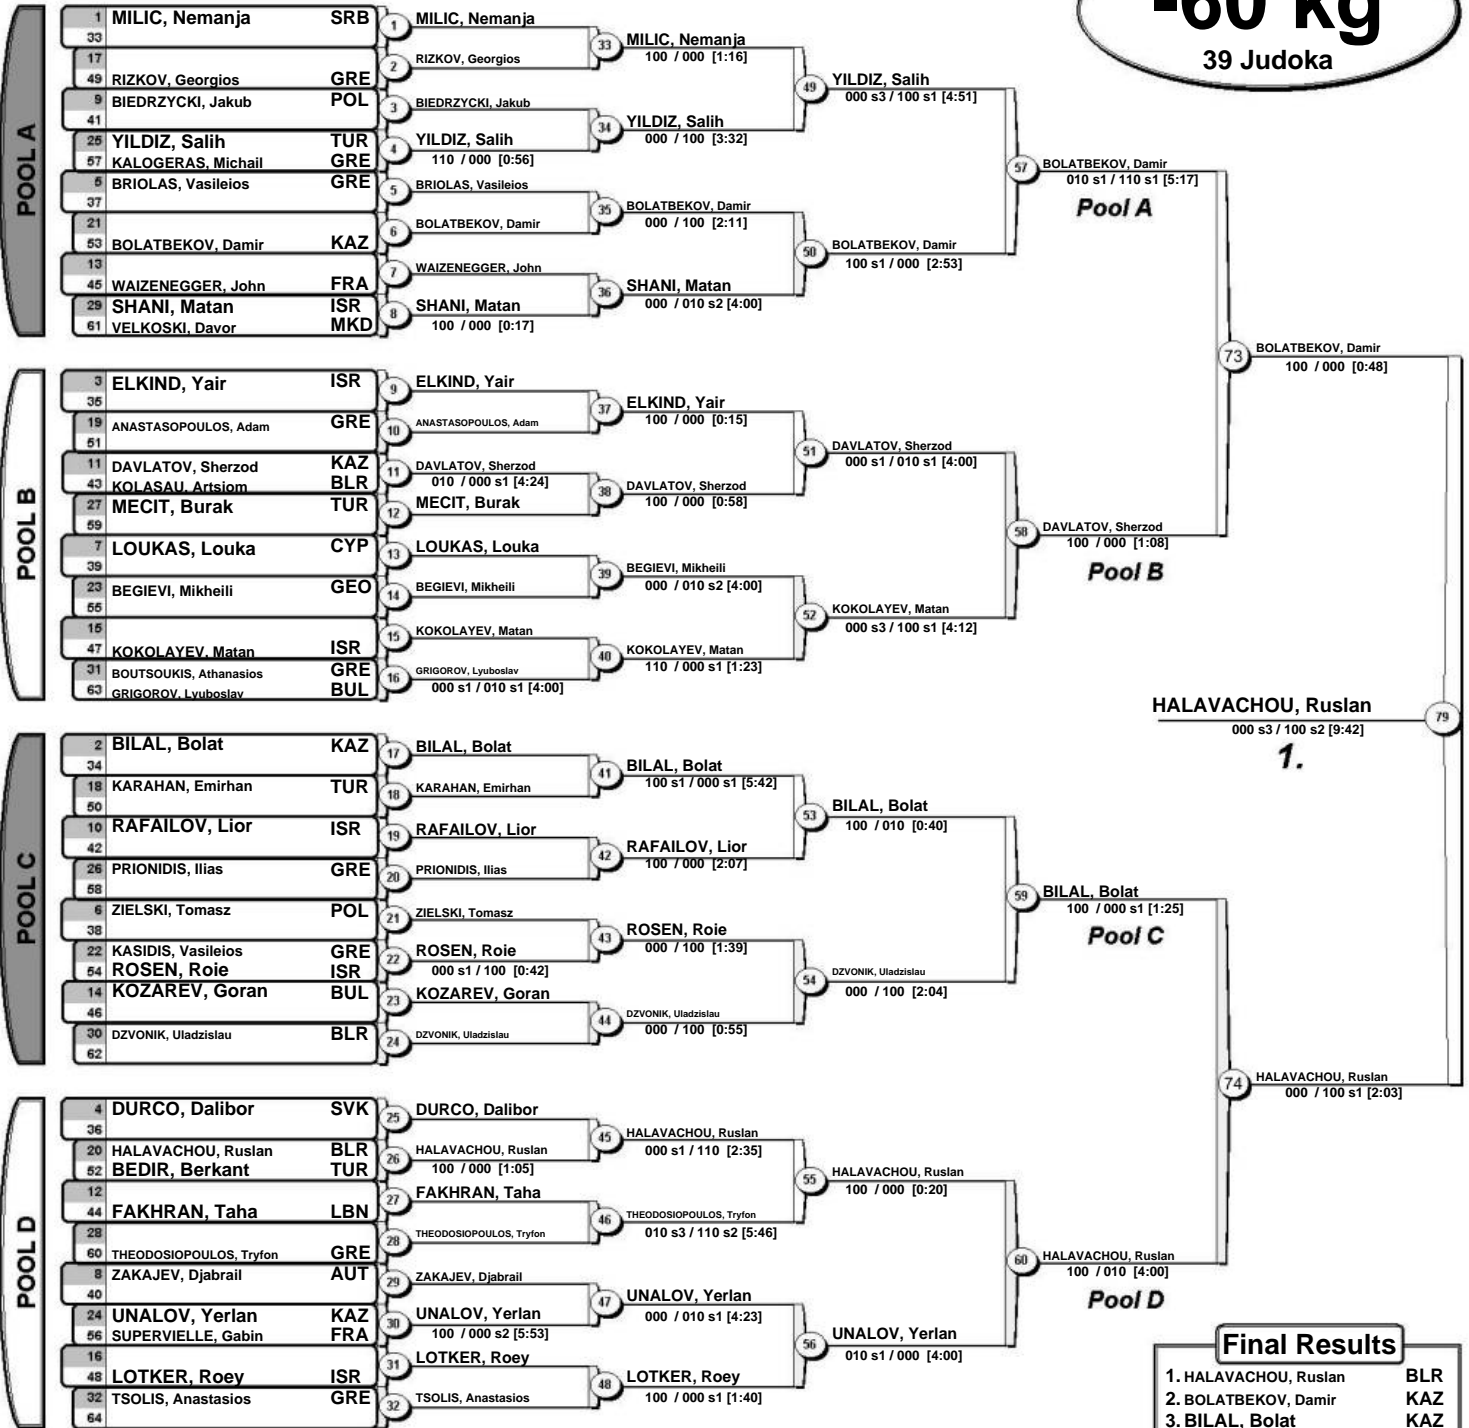 -60 kg
39 Judoka
POOL A
1 MILIC, Nemanja SRB
33
17
49 RIZKOV, Georgios GRE
9 BIEDRZYCKI, Jakub POL
41
25 YILDIZ, Salih TUR
57 KALOGERAS, Michail GRE
5 BRIOLAS, Vasileios GRE
37
21
53 BOLATBEKOV, Damir KAZ
13
45 WAIZENEGGER, John FRA
29 SHANI, Matan ISR
61 VELKOSKI, Davor MKD
1 MILIC, Nemanja
2 RIZKOV, Georgios
3 BIEDRZYCKI, Jakub
4 YILDIZ, Salih
110 / 000 [0:56]
5 BRIOLAS, Vasileios
6 BOLATBEKOV, Damir
7 WAIZENEGGER, John
8 SHANI, Matan
100 / 000 [0:17]
33 MILIC, Nemanja
100 / 000 [1:16]
34 YILDIZ, Salih
000 / 100 [3:32]
35 BOLATBEKOV, Damir
000 / 100 [2:11]
36 SHANI, Matan
000 / 010 s2 [4:00]
49 YILDIZ, Salih
000 s3 / 100 s1 [4:51]
50 BOLATBEKOV, Damir
100 s1 / 000 [2:53]
57 BOLATBEKOV, Damir
010 s1 / 110 s1 [5:17]
Pool A
POOL B
3 ELKIND, Yair ISR
35
19 ANASTASOPOULOS, Adam GRE
51
11 DAVLATOV, Sherzod KAZ
43 KOLASAU, Artsiom BLR
27 MECIT, Burak TUR
59
7 LOUKAS, Louka CYP
39
23 BEGIEVI, Mikheili GEO
55
15
47 KOKOLAYEV, Matan ISR
31 BOUTSOUKIS, Athanasios GRE
63 GRIGOROV, Lyuboslav BUL
9 ELKIND, Yair
10 ANASTASOPOULOS, Adam
11 DAVLATOV, Sherzod
010 / 000 s1 [4:24]
12 MECIT, Burak
13 LOUKAS, Louka
14 BEGIEVI, Mikheili
15 KOKOLAYEV, Matan
16 GRIGOROV, Lyuboslav
000 s1 / 010 s1 [4:00]
37 ELKIND, Yair
100 / 000 [0:15]
38 DAVLATOV, Sherzod
100 / 000 [0:58]
39 BEGIEVI, Mikheili
000 / 010 s2 [4:00]
40 KOKOLAYEV, Matan
110 / 000 s1 [1:23]
51 DAVLATOV, Sherzod
000 s1 / 010 s1 [4:00]
52 KOKOLAYEV, Matan
000 s3 / 100 s1 [4:12]
58 DAVLATOV, Sherzod
100 / 000 [1:08]
Pool B
73 BOLATBEKOV, Damir
100 / 000 [0:48]
HALAVACHOU, Ruslan 79
000 s3 / 100 s2 [9:42]
1.
POOL C
2 BILAL, Bolat KAZ
34
18 KARAHAN, Emirhan TUR
50
10 RAFAILOV, Lior ISR
42
26 PRIONIDIS, Ilias GRE
58
6 ZIELSKI, Tomasz POL
38
22 KASIDIS, Vasileios GRE
54 ROSEN, Roie ISR
14 KOZAREV, Goran BUL
46
30 DZVONIK, Uladzislau BLR
62
17 BILAL, Bolat
18 KARAHAN, Emirhan
19 RAFAILOV, Lior
20 PRIONIDIS, Ilias
21 ZIELSKI, Tomasz
22 ROSEN, Roie
000 s1 / 100 [0:42]
23 KOZAREV, Goran
24 DZVONIK, Uladzislau
41 BILAL, Bolat
100 s1 / 000 s1 [5:42]
42 RAFAILOV, Lior
100 / 000 [2:07]
43 ROSEN, Roie
000 / 100 [1:39]
44 DZVONIK, Uladzislau
000 / 100 [0:55]
53 BILAL, Bolat
100 / 010 [0:40]
54 DZVONIK, Uladzislau
000 / 100 [2:04]
59 BILAL, Bolat
100 / 000 s1 [1:25]
Pool C
POOL D
4 DURCO, Dalibor SVK
36
20 HALAVACHOU, Ruslan BLR
52 BEDIR, Berkant TUR
12
44 FAKHRAN, Taha LBN
28
60 THEODOSIOPOULOS, Tryfon GRE
8 ZAKAJEV, Djabrail AUT
40
24 UNALOV, Yerlan KAZ
56 SUPERVIELLE, Gabin FRA
16
48 LOTKER, Roey ISR
32 TSOLIS, Anastasios GRE
64
25 DURCO, Dalibor
26 HALAVACHOU, Ruslan
100 / 000 [1:05]
27 FAKHRAN, Taha
28 THEODOSIOPOULOS, Tryfon
29 ZAKAJEV, Djabrail
30 UNALOV, Yerlan
100 / 000 s2 [5:53]
31 LOTKER, Roey
32 TSOLIS, Anastasios
45 HALAVACHOU, Ruslan
000 s1 / 110 [2:35]
46 THEODOSIOPOULOS, Tryfon
010 s3 / 110 s2 [5:46]
47 UNALOV, Yerlan
000 / 010 s1 [4:23]
48 LOTKER, Roey
100 / 000 s1 [1:40]
55 HALAVACHOU, Ruslan
100 / 000 [0:20]
56 UNALOV, Yerlan
010 s1 / 000 [4:00]
60 HALAVACHOU, Ruslan
100 / 010 [4:00]
Pool D
74 HALAVACHOU, Ruslan
000 / 100 s1 [2:03]
Final Results
1. HALAVACHOU, Ruslan BLR
2. BOLATBEKOV, Damir KAZ
3. BILAL, Bolat KAZ